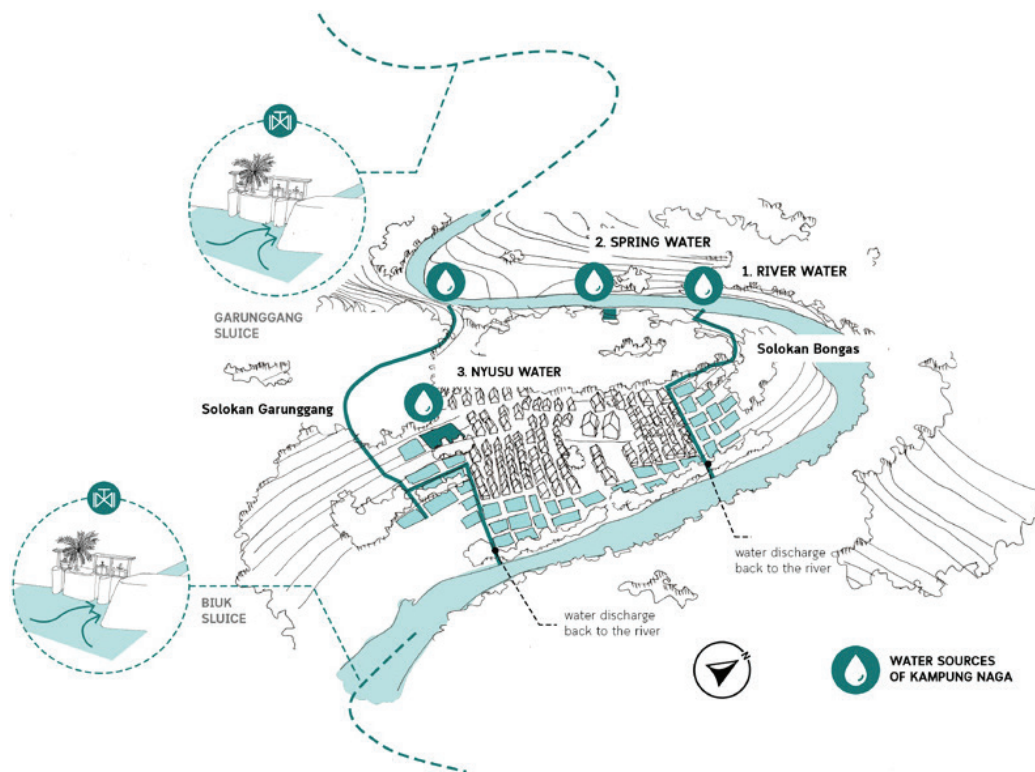 2. SPRING WATER
1. RIVER WATER
GARUNGGANG
SLUICE
Solokan Bongas
3. NYUSU WATER
Solokan Garunggang
water discharge
back to the river
BIUK
SLUICE
water discharge
back to the river
N
WATER SOURCES
OF KAMPUNG NAGA